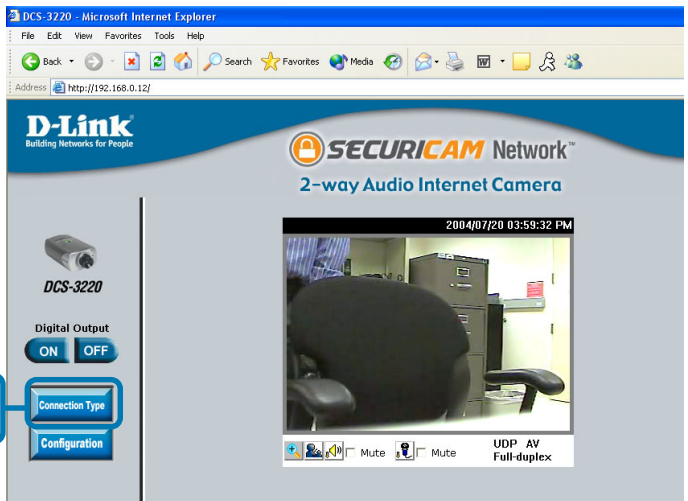 DCS-3220 - Microsoft Internet Explorer
File Edit View Favorites Tools Help
Back Search Favorites Media
Address http://192.168.0.12/
D-Link
Building Networks for People
SECURICAM Network™
2-way Audio Internet Camera
2004/07/20 03:59:32 PM
DCS-3220
Digital Output
ON OFF
Connection Type
Configuration
Mute Mute
UDP AV
Full-duplex